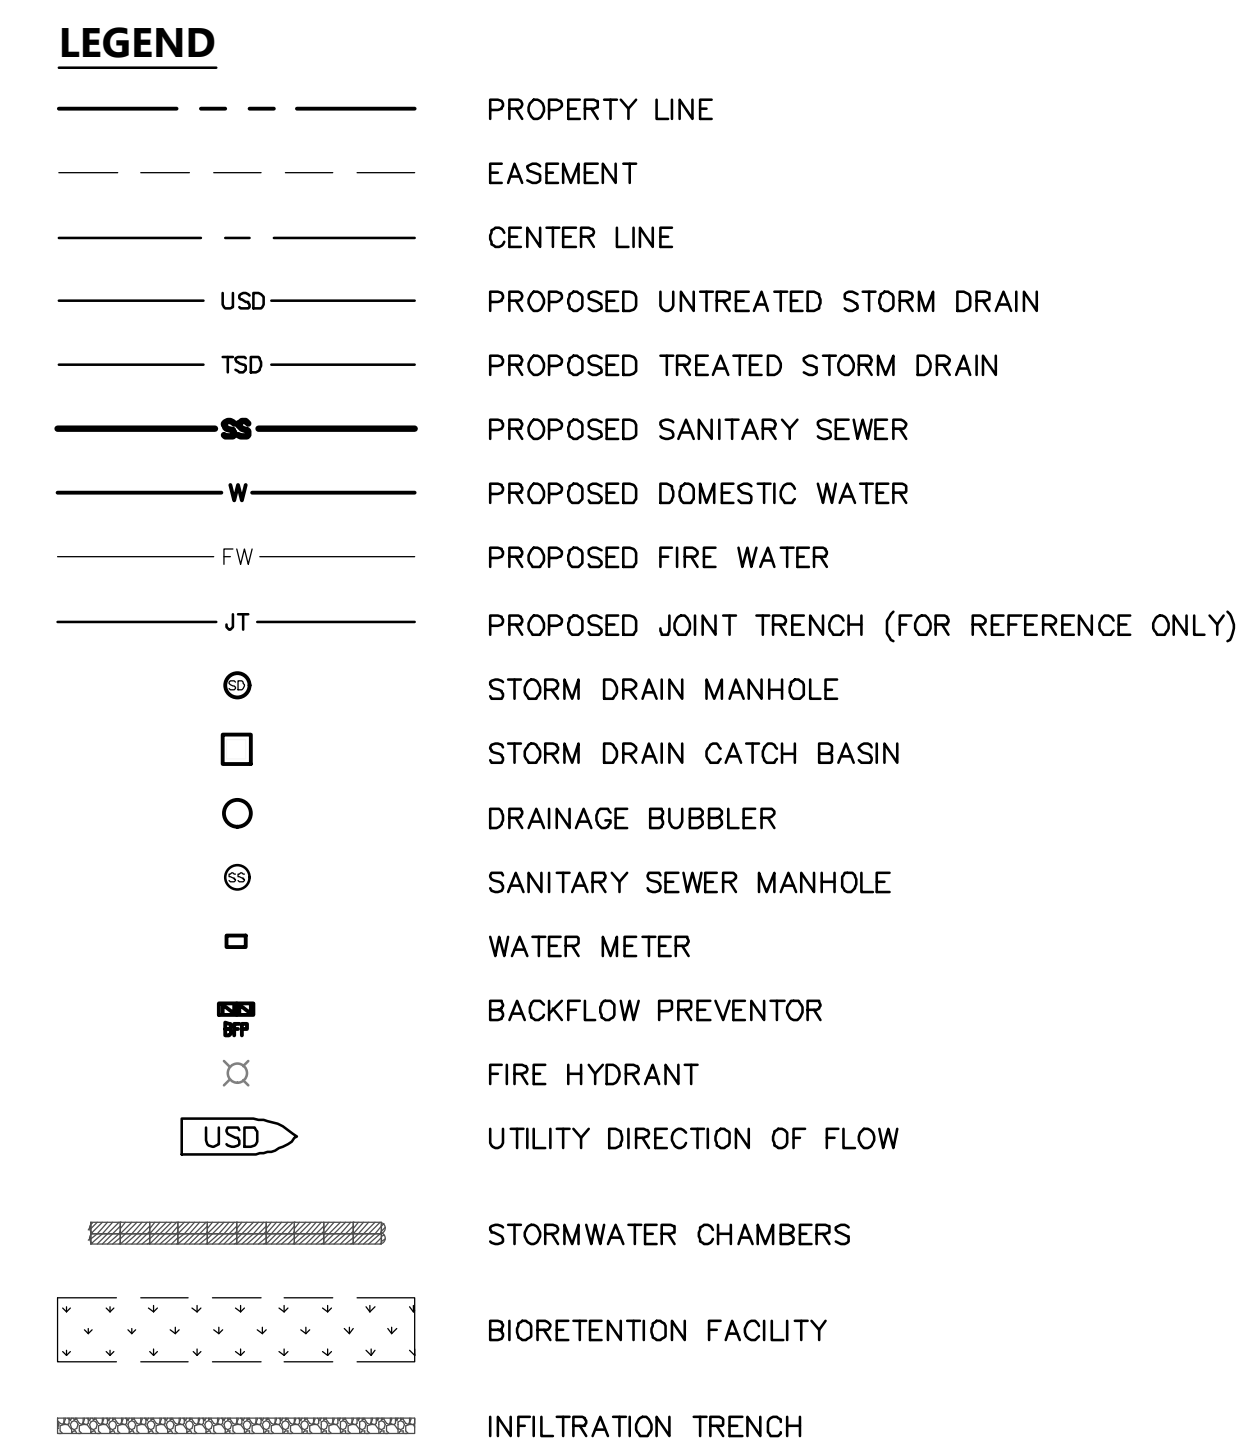 LEGEND
PROPERTY LINE
EASEMENT
CENTER LINE
USD PROPOSED UNTREATED STORM DRAIN
TSD PROPOSED TREATED STORM DRAIN
SS PROPOSED SANITARY SEWER
W PROPOSED DOMESTIC WATER
FW PROPOSED FIRE WATER
JT PROPOSED JOINT TRENCH (FOR REFERENCE ONLY)
SD STORM DRAIN MANHOLE
STORM DRAIN CATCH BASIN
DRAINAGE BUBBLER
SS SANITARY SEWER MANHOLE
WATER METER
BACKFLOW PREVENTOR
BFP
FIRE HYDRANT
USD UTILITY DIRECTION OF FLOW
STORMWATER CHAMBERS
BIORETENTION FACILITY
INFILTRATION TRENCH